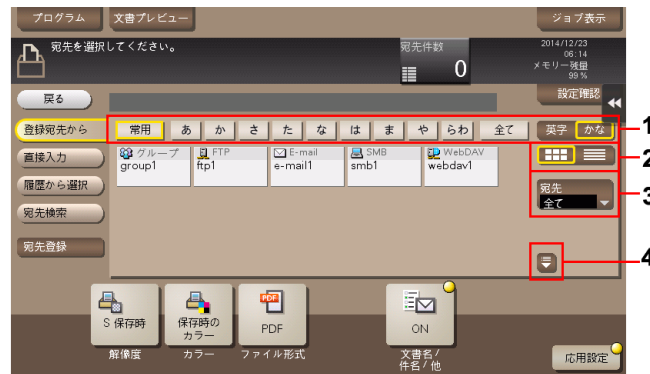 プログラム
文書プレビュー
ジョブ表示
宛先を選択してください。
宛先件数
0
2014/12/23
06:14
メモリー残量
99 %
戻る
設定確認
登録宛先から
常用 あ か さ た な は ま や らわ 全て 英字 かな
1
直接入力
グループ
group1
FTP
ftp1
E-mail
e-mail1
SMB
smb1
WebDAV
webdav1
2
履歴から選択
宛先
全て
3
宛先検索
宛先登録
4
S 保存時
解像度
保存時の
カラー
カラー
PDF
PDF
ファイル形式
ON
文書名/
件名/他
応用設定